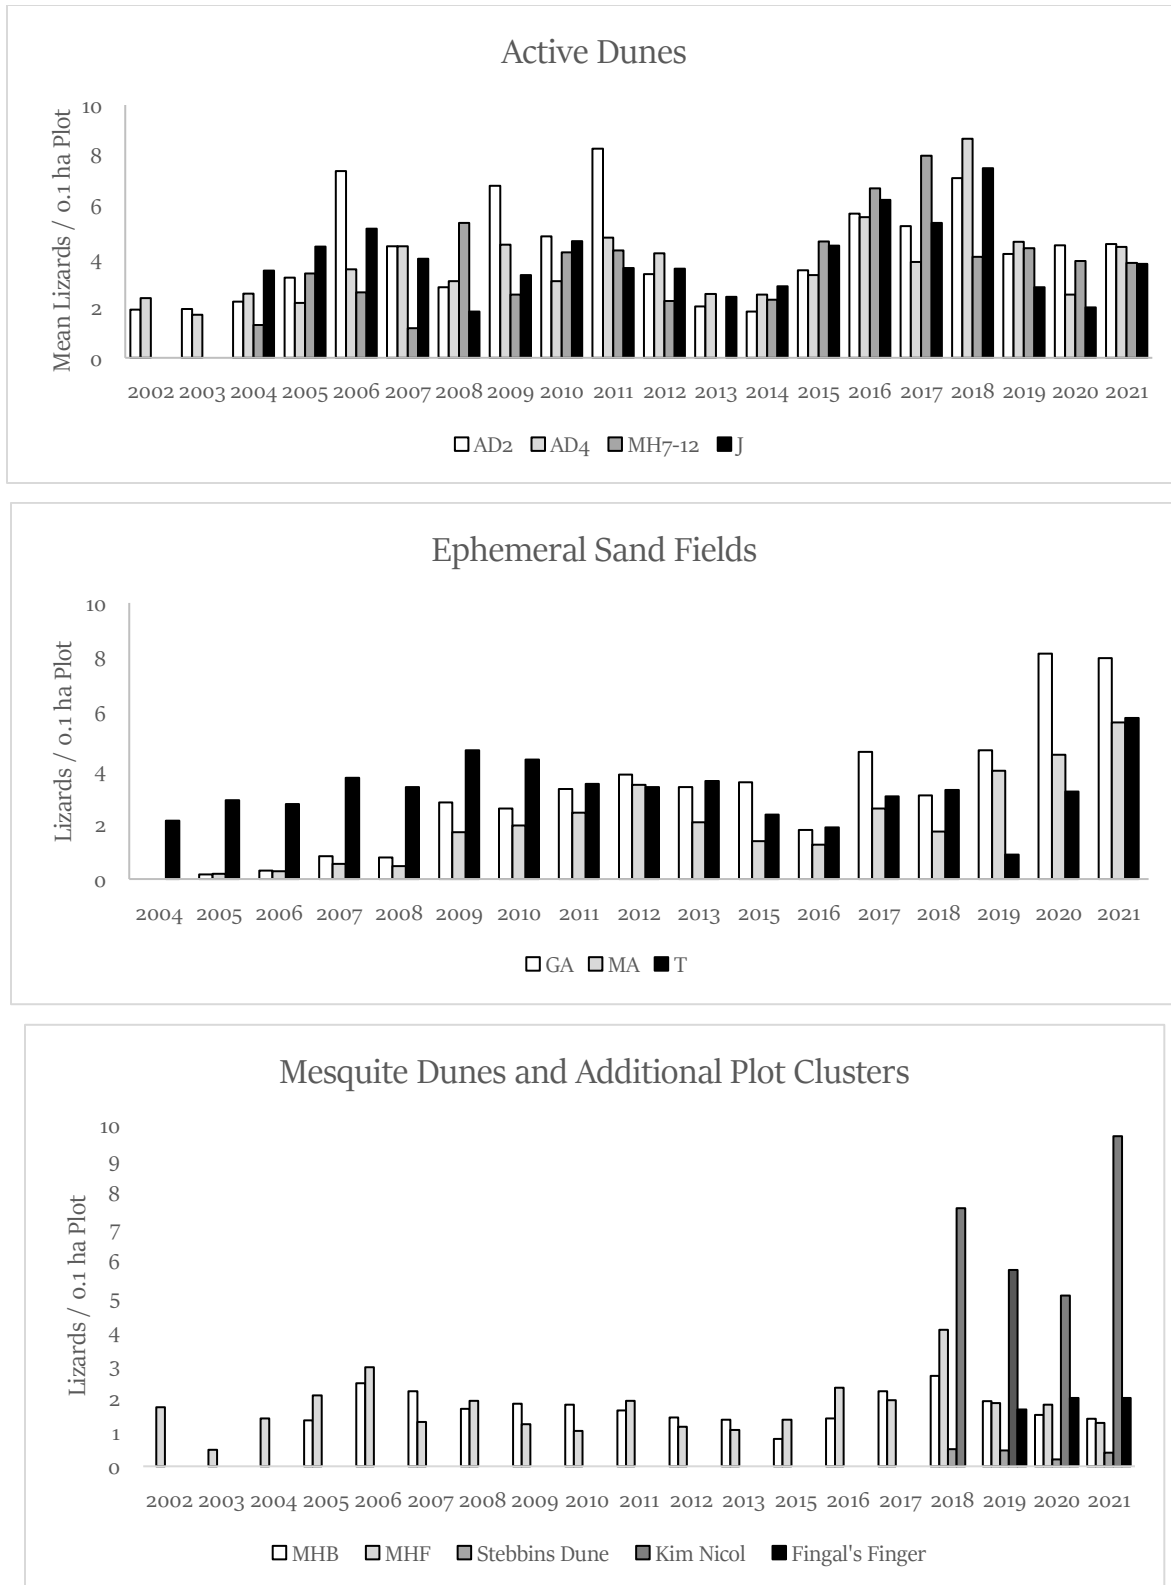 Active Dunes
Mean Lizards / 0.1 ha Plot
10
8
6
4
2
0
2002 2003 2004 2005 2006 2007 2008 2009 2010 2011 2012 2013 2014 2015 2016 2017 2018 2019 2020 2021
AD2 AD4 MH7-12 J
Ephemeral Sand Fields
Lizards / 0.1 ha Plot
10
8
6
4
2
0
2004 2005 2006 2007 2008 2009 2010 2011 2012 2013 2015 2016 2017 2018 2019 2020 2021
GA MA T
Mesquite Dunes and Additional Plot Clusters
Lizards / 0.1 ha Plot
10
9
8
7
6
5
4
3
2
1
0
2002 2003 2004 2005 2006 2007 2008 2009 2010 2011 2012 2013 2015 2016 2017 2018 2019 2020 2021
MHB MHF Stebbins Dune Kim Nicol Fingal's Finger